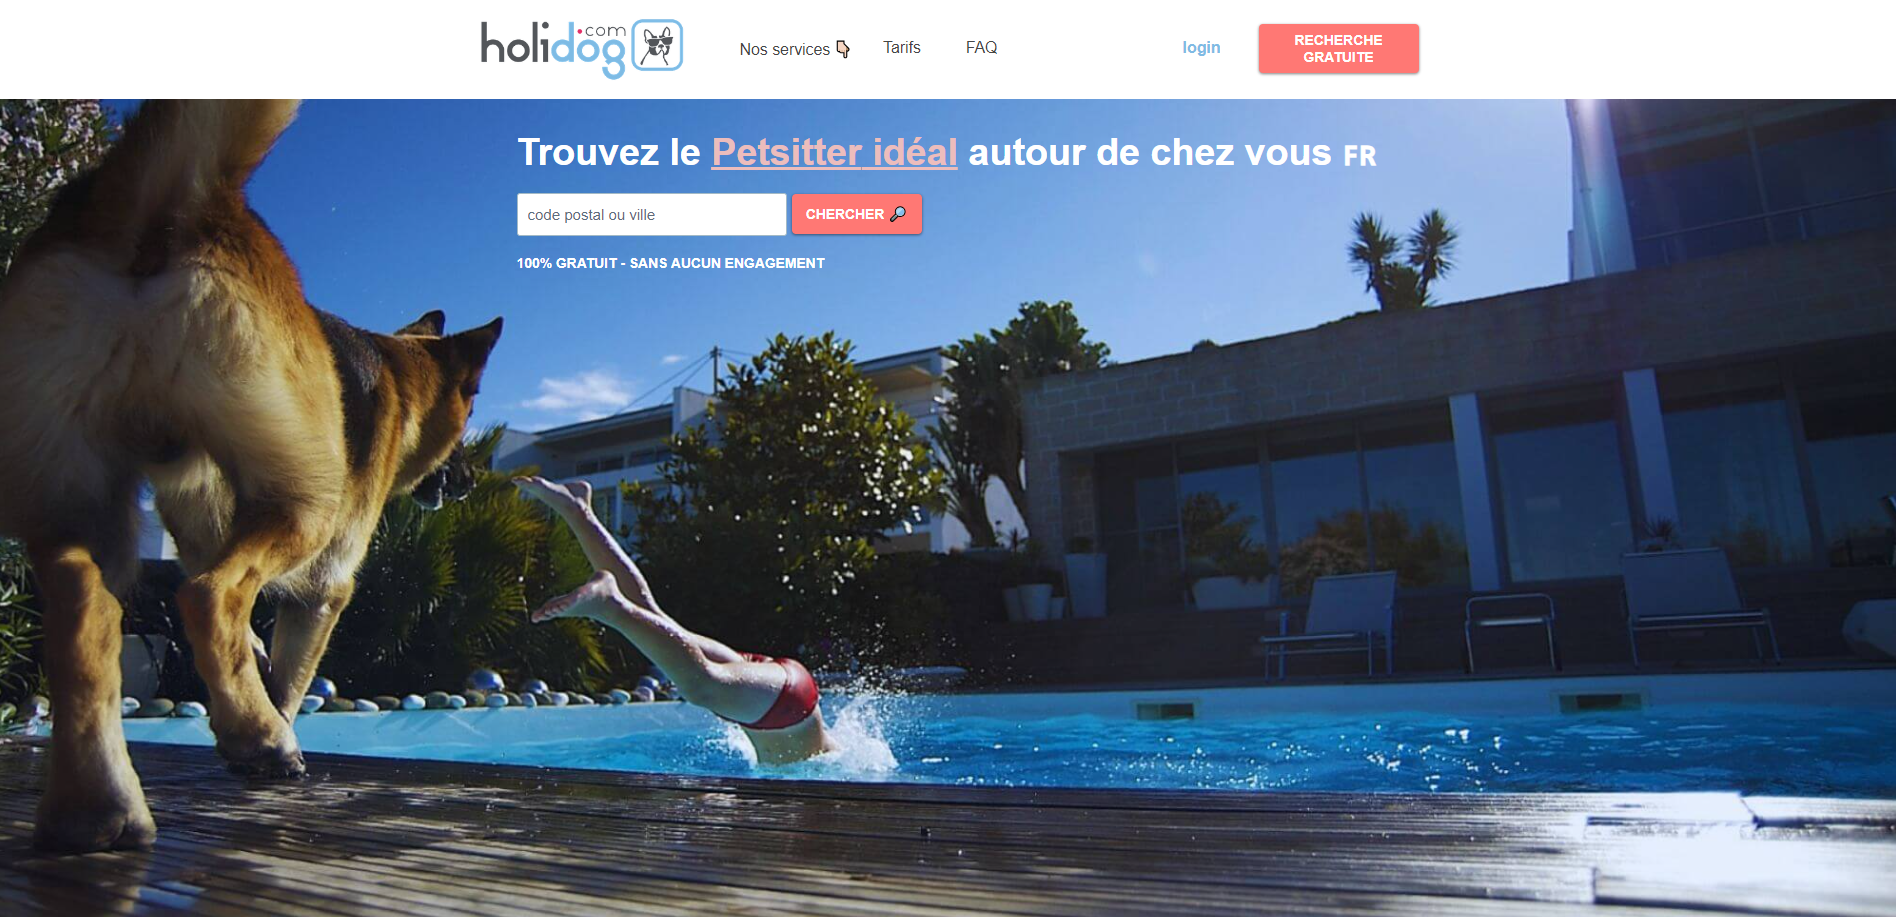 holidog.com
Nos services
Tarifs
FAQ
login
RECHERCHE
GRATUITE
Trouvez le Petsitter idéal autour de chez vous FR
code postal ou ville
CHERCHER
100% GRATUIT - SANS AUCUN ENGAGEMENT